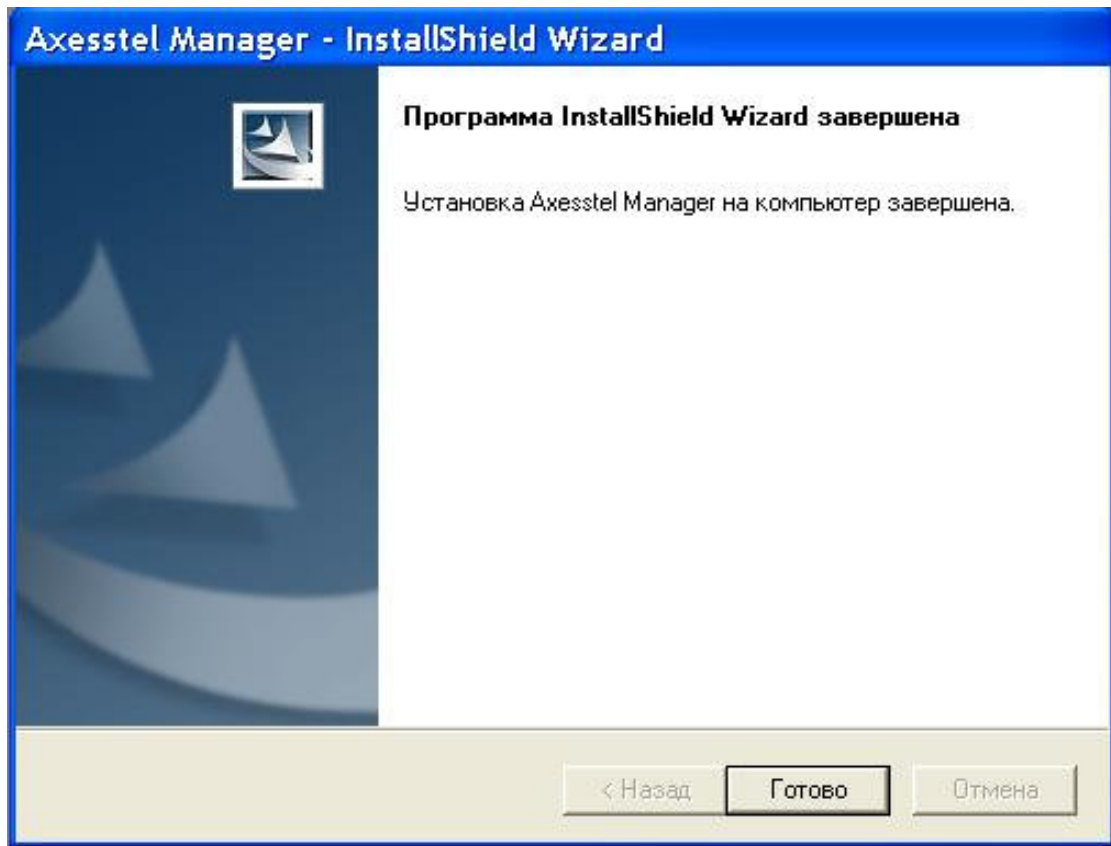 Axesstel Manager - InstallShield Wizard
Программа InstallShield Wizard завершена
Установка Axesstel Manager на компьютер завершена.
< Назад
Готово
Отмена